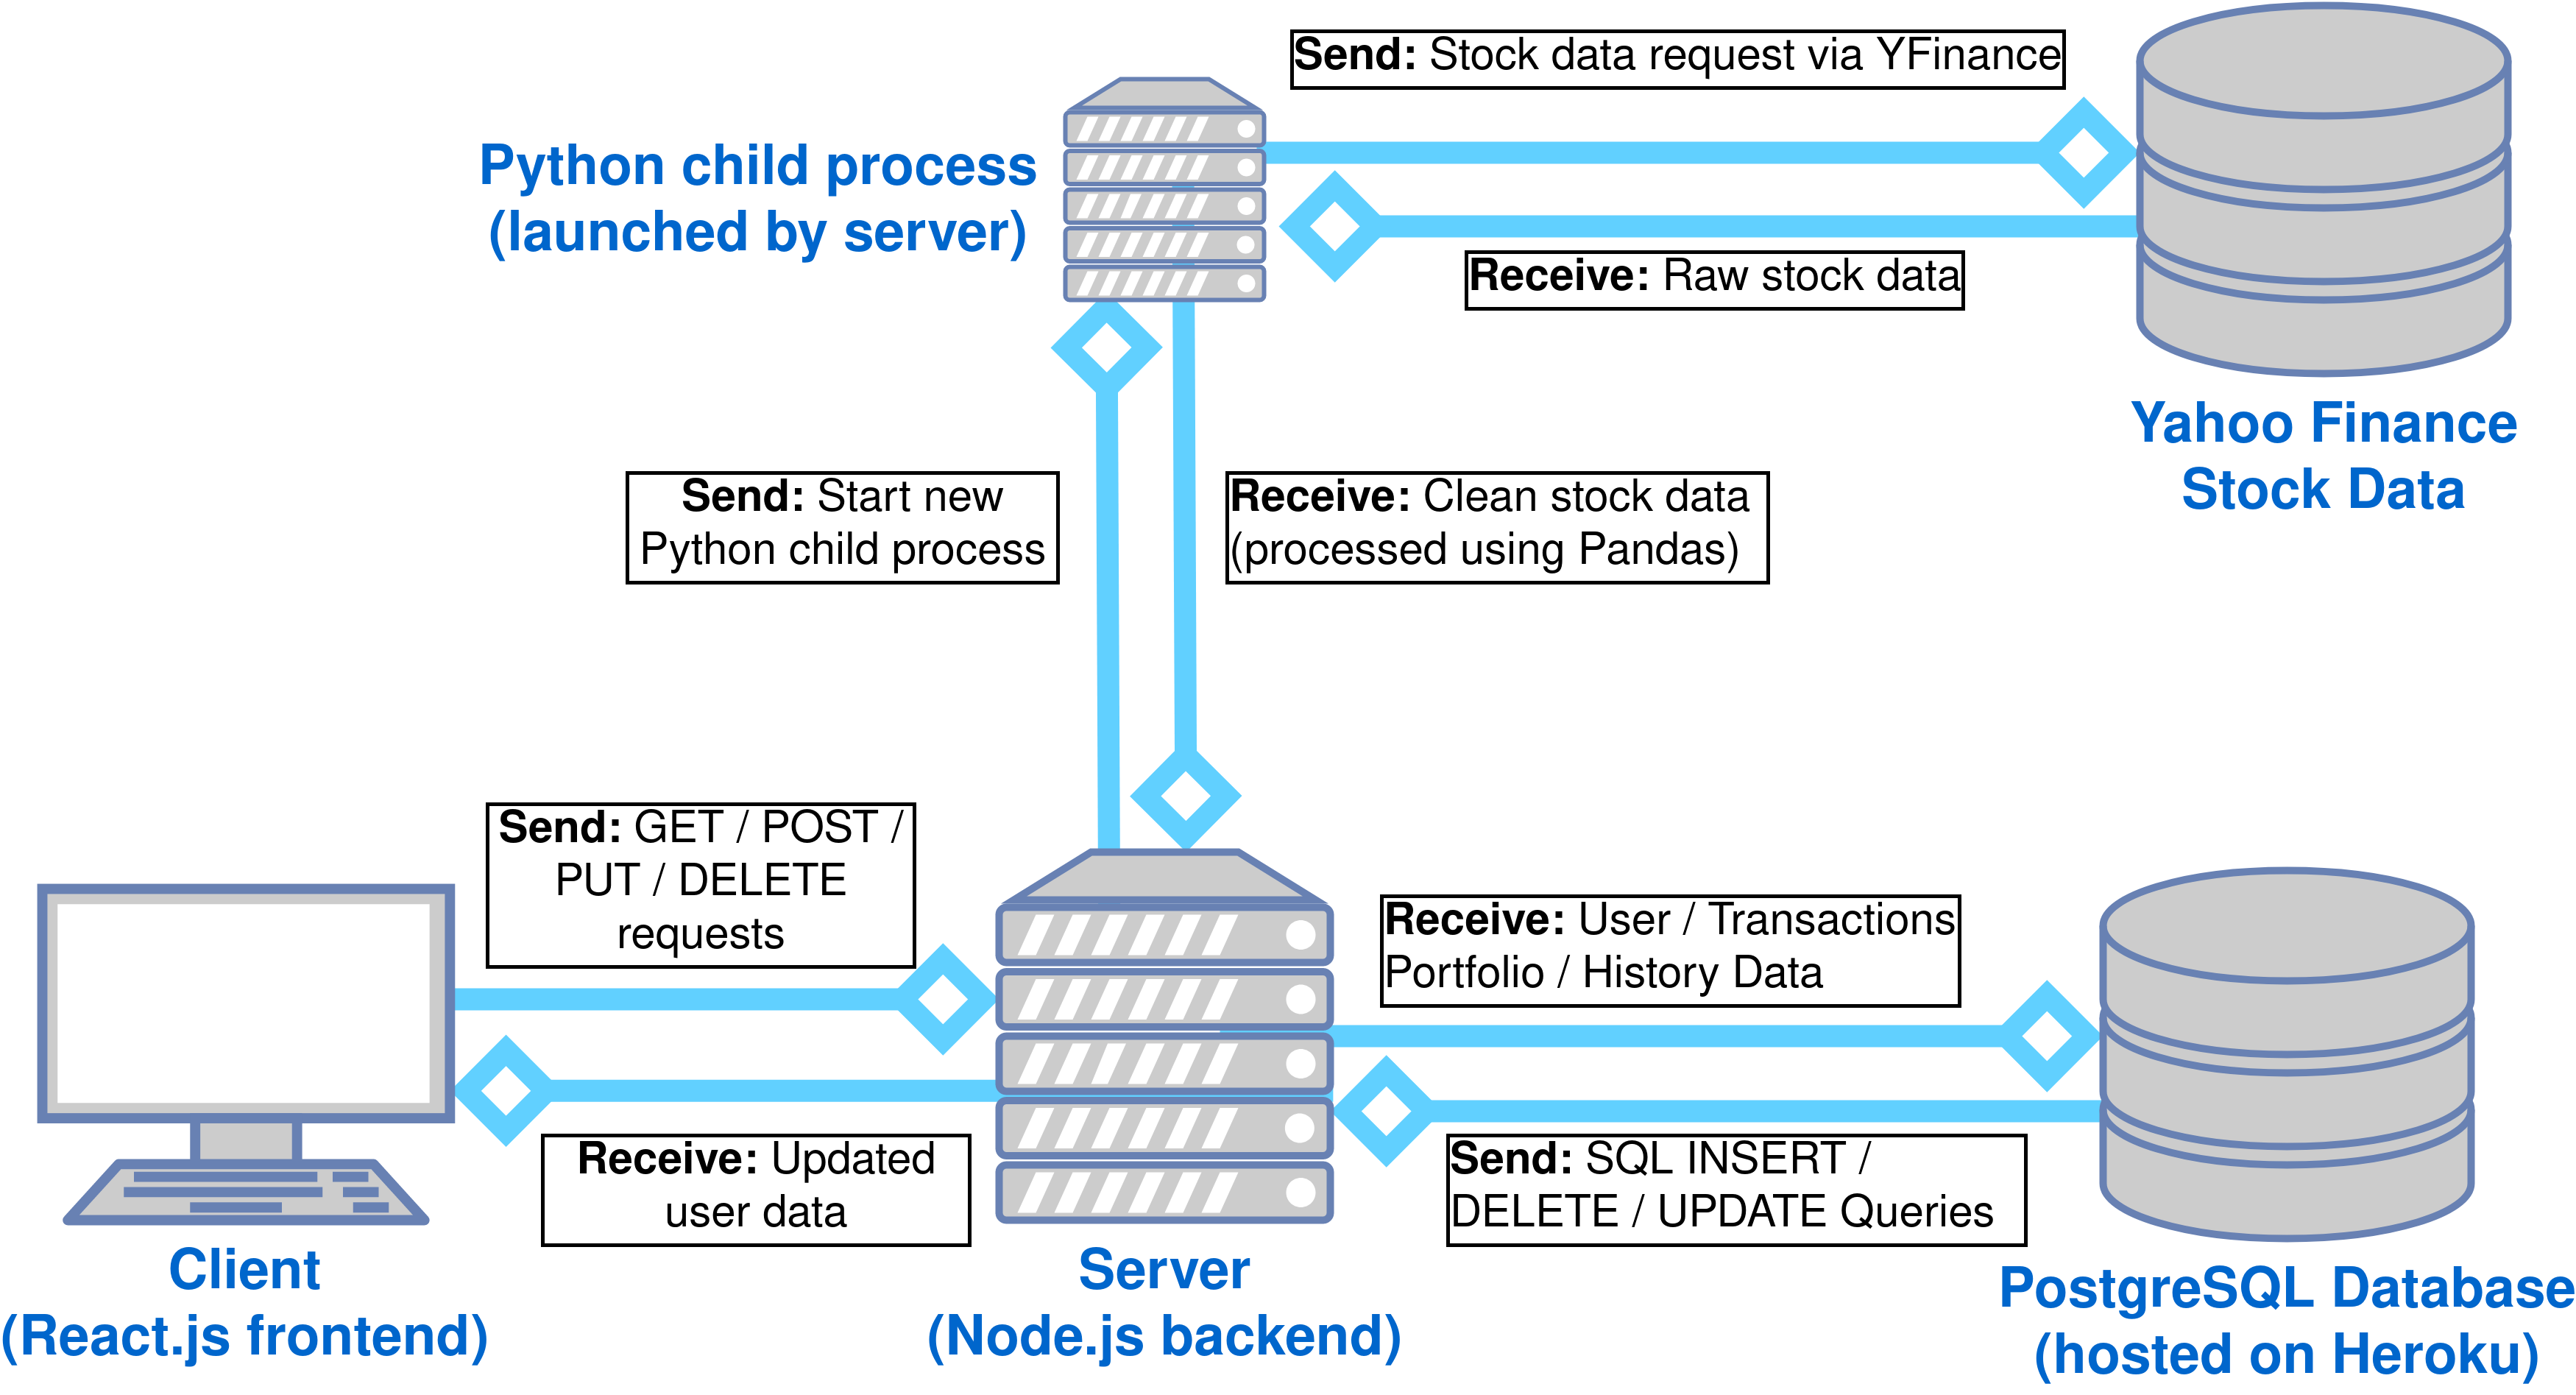 Send: Stock data request via YFinance
Python child process
(launched by server)
Receive: Raw stock data
Yahoo Finance
Stock Data
Send: Start new
Python child process
Receive: Clean stock data
(processed using Pandas)
Send: GET / POST /
PUT / DELETE
requests
Receive: User / Transactions
Portfolio / History Data
Receive: Updated
user data
Send: SQL INSERT /
DELETE / UPDATE Queries
Client
(React.js frontend)
Server
(Node.js backend)
PostgreSQL Database
(hosted on Heroku)